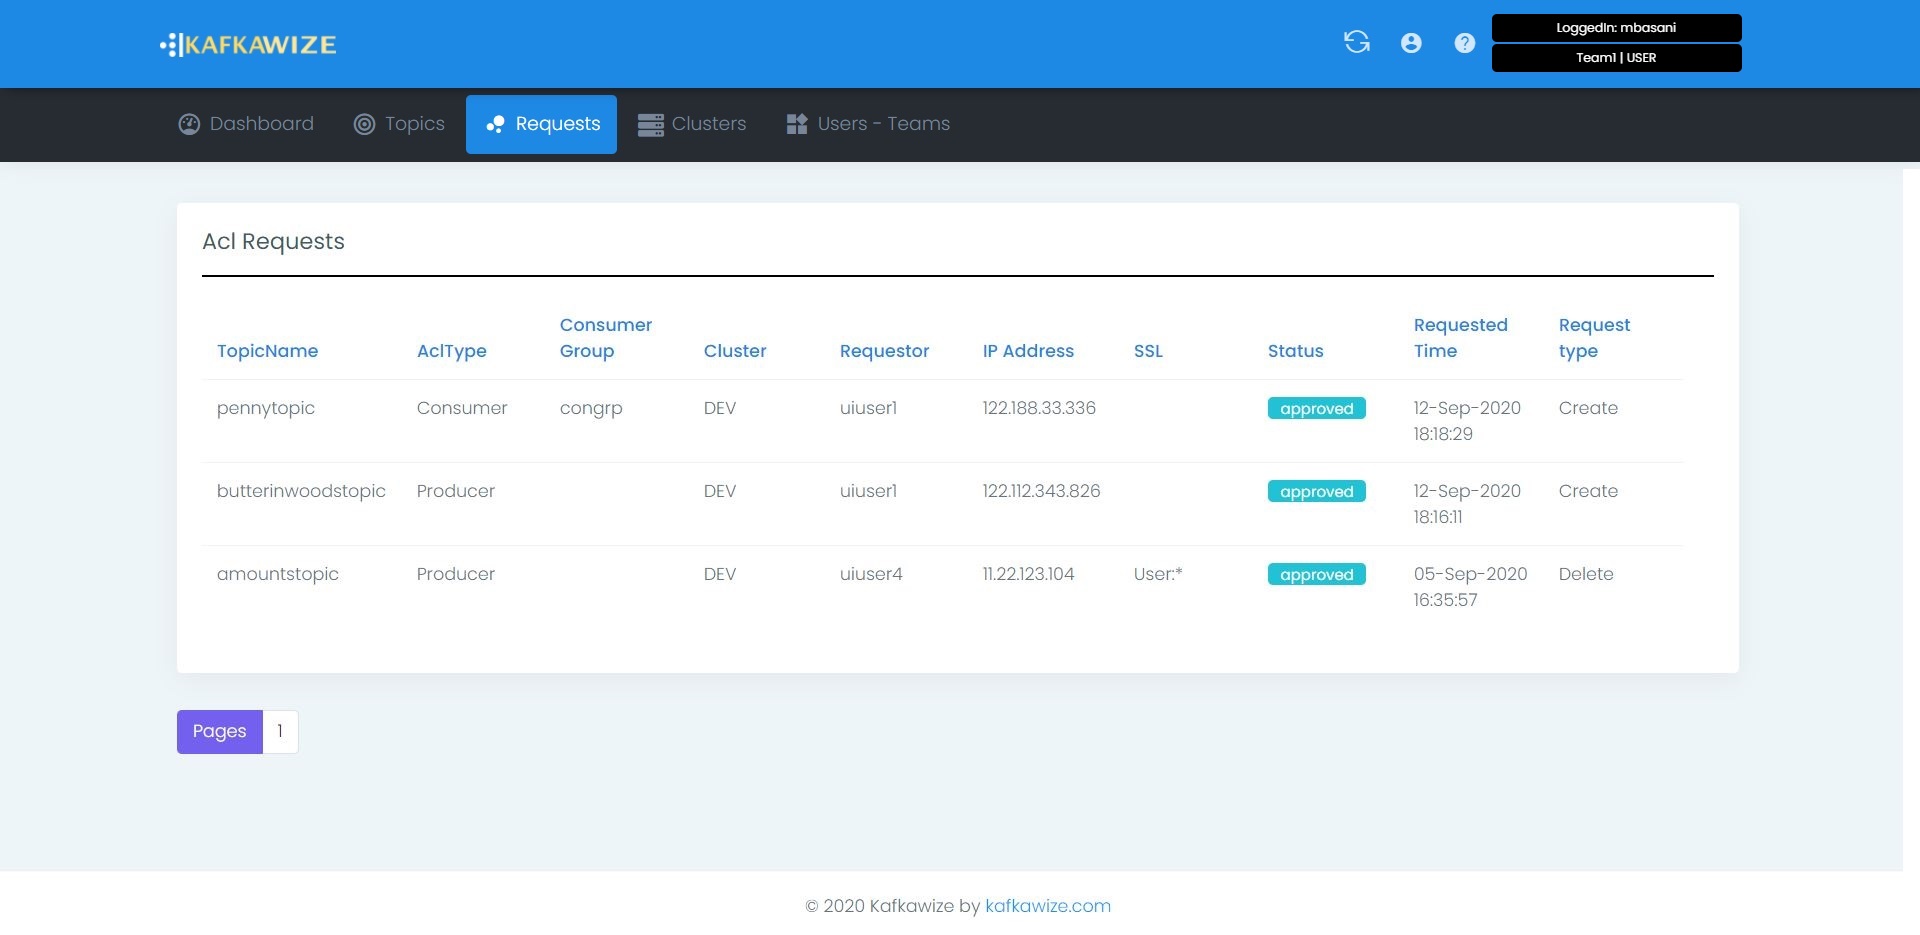 KAFKAWIZE
LoggedIn: mbasani
Team1 | USER
Dashboard Topics Requests Clusters Users - Teams
Acl Requests
TopicName AclType Consumer Group Cluster Requestor IP Address SSL Status Requested Time Request type
pennytopic Consumer congrp DEV uiuser1 122.188.33.336 approved 12-Sep-2020 18:18:29 Create
butterinwoodstopic Producer DEV uiuser1 122.112.343.826 approved 12-Sep-2020 18:16:11 Create
amountstopic Producer DEV uiuser4 11.22.123.104 User:* approved 05-Sep-2020 16:35:57 Delete
Pages 1
© 2020 Kafkawize by kafkawize.com